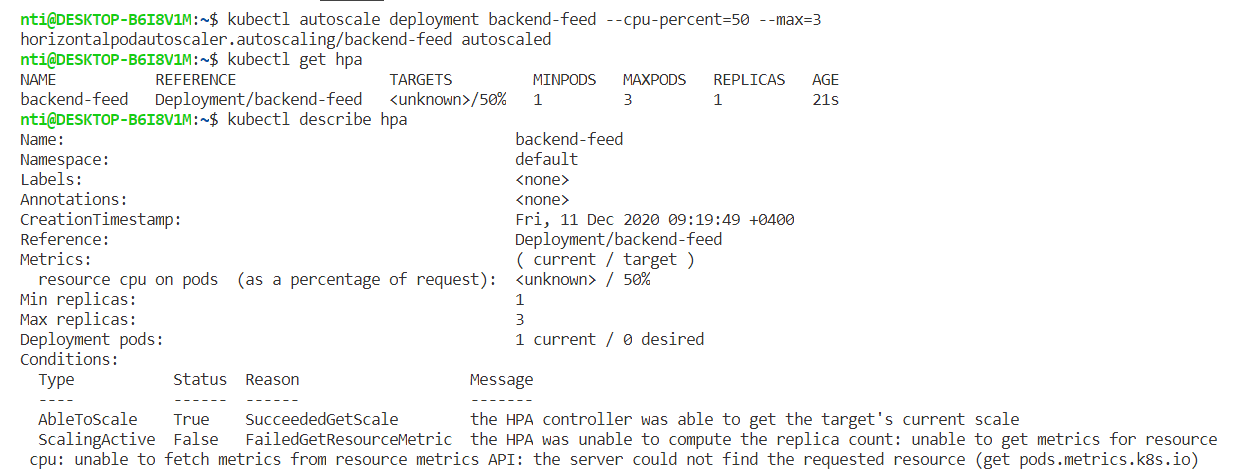 nti@DESKTOP-B6I8V1M:~$ kubectl autoscale deployment backend-feed --cpu-percent=50 --max=3
horizontalpodautoscaler.autoscaling/backend-feed autoscaled
nti@DESKTOP-B6I8V1M:~$ kubectl get hpa
NAME REFERENCE TARGETS MINPODS MAXPODS REPLICAS AGE
backend-feed Deployment/backend-feed <unknown>/50% 1 3 1 21s
nti@DESKTOP-B6I8V1M:~$ kubectl describe hpa
Name: backend-feed
Namespace: default
Labels: <none>
Annotations: <none>
CreationTimestamp: Fri, 11 Dec 2020 09:19:49 +0400
Reference: Deployment/backend-feed
Metrics: ( current / target )
resource cpu on pods (as a percentage of request): <unknown> / 50%
Min replicas: 1
Max replicas: 3
Deployment pods: 1 current / 0 desired
Conditions:
Type Status Reason Message
---- ------ ------ -------
AbleToScale True SucceededGetScale the HPA controller was able to get the target's current scale
ScalingActive False FailedGetResourceMetric the HPA was unable to compute the replica count: unable to get metrics for resource
cpu: unable to fetch metrics from resource metrics API: the server could not find the requested resource (get pods.metrics.k8s.io)